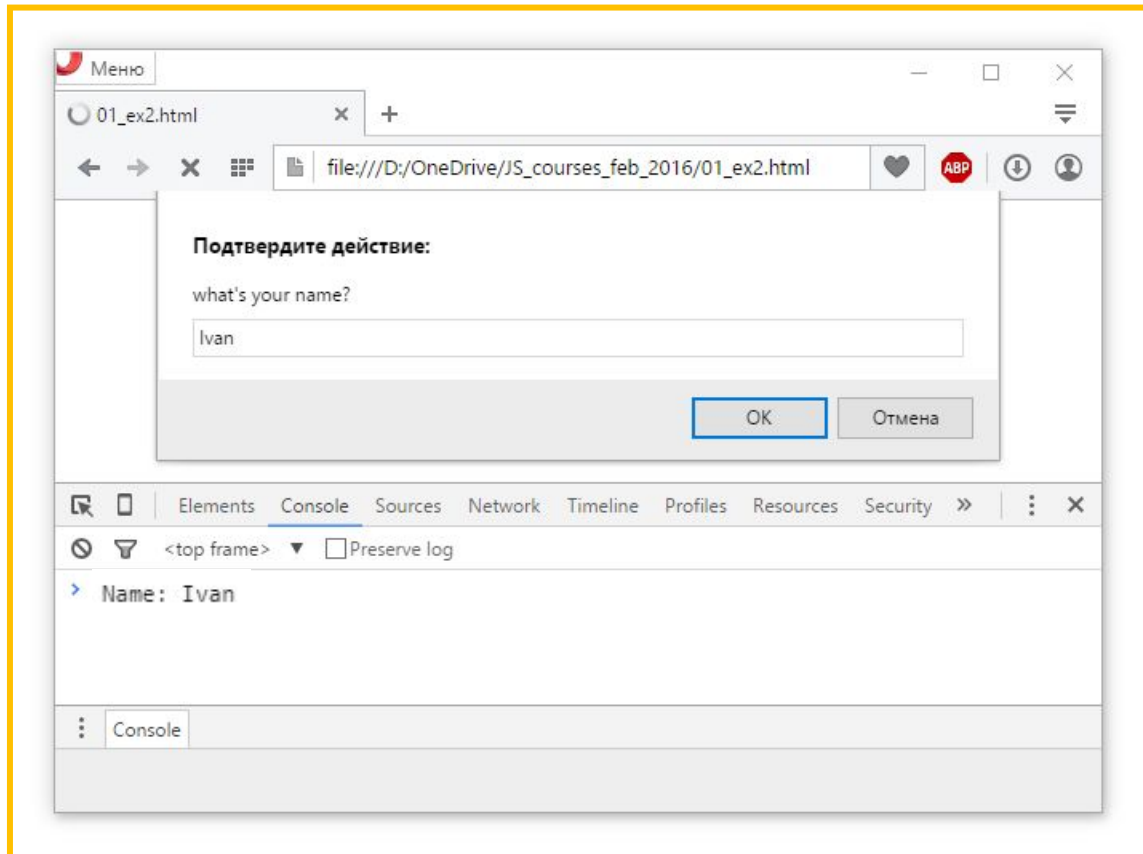 Меню
01_ex2.html
file:///D:/OneDrive/JS_courses_feb_2016/01_ex2.html ABP
Подтвердите действие:
what's your name?
Ivan
OK Отмена
Elements Console Sources Network Timeline Profiles Resources Security »
<top frame> ▼ Preserve log
> Name: Ivan
Console